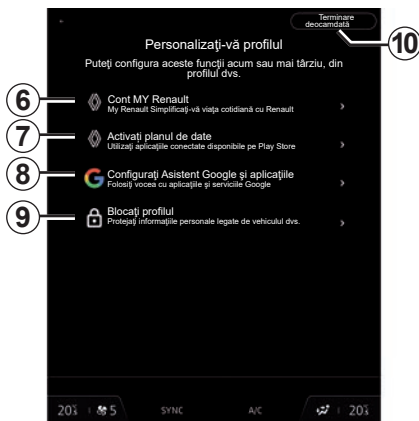 Terminare
deocamdată
10
Personalizați-vă profilul
Puteți configura aceste funcții acum sau mai târziu, din
profilul dvs.
6
Cont MY Renault
My Renault Simplificați-vă viața cotidiană cu Renault
7
Activați planul de date
Utilizați aplicațiile conectate disponibile pe Play Store
8
Configurați Asistent Google și aplicațiile
Folosiți vocea cu aplicațiile și serviciile Google
9
Blocați profilul
Protejați informațiile personale legate de vehiculul dvs.
5 SYNC A/C